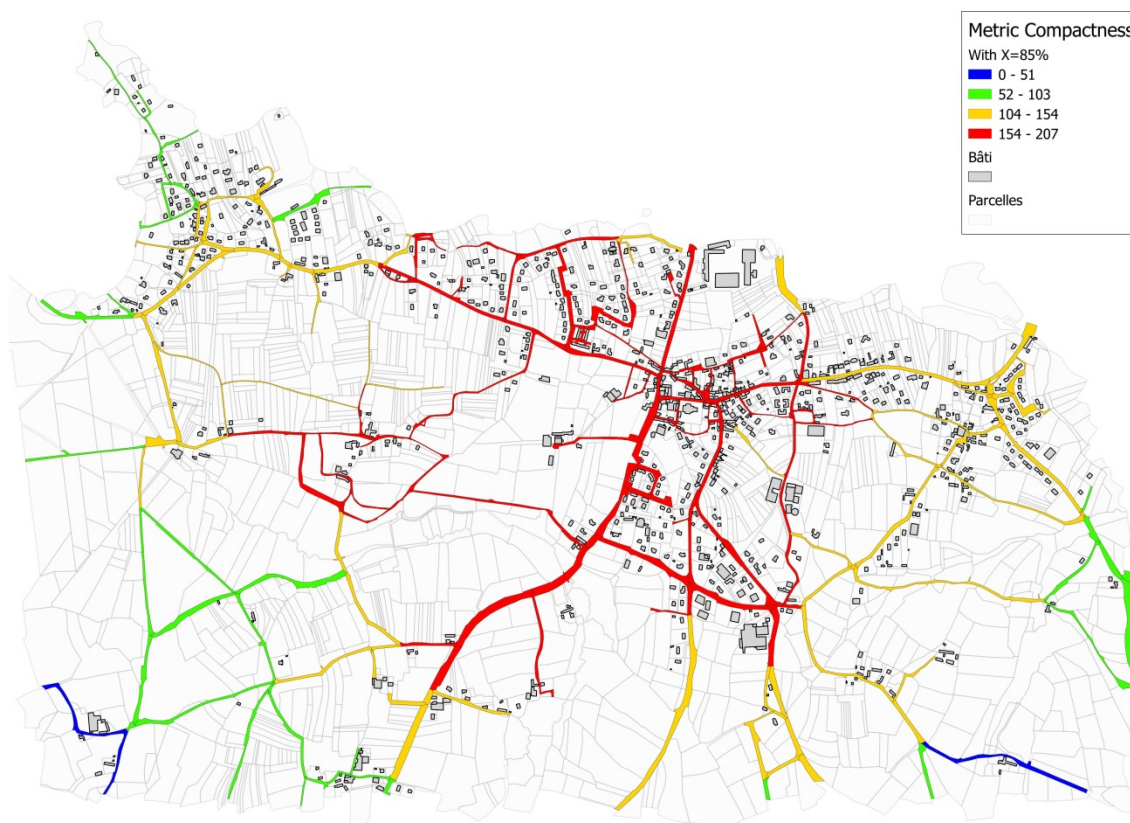 Metric Compactness
With X=85%
0 - 51
52 - 103
104 - 154
154 - 207
Bâti
Parcelles